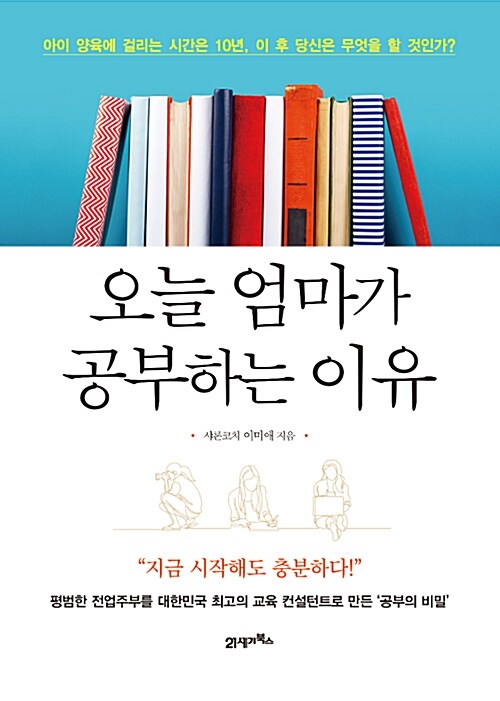 아이 양육에 걸리는 시간은 10년, 이 후 당신은 무엇을 할 것인가?
오늘 엄마가
공부하는 이유
• 샤론코치 이미애 지음 •
“지금 시작해도 충분하다!”
평범한 전업주부를 대한민국 최고의 교육 컨설턴트로 만든 ‘공부의 비밀’
21세기북스